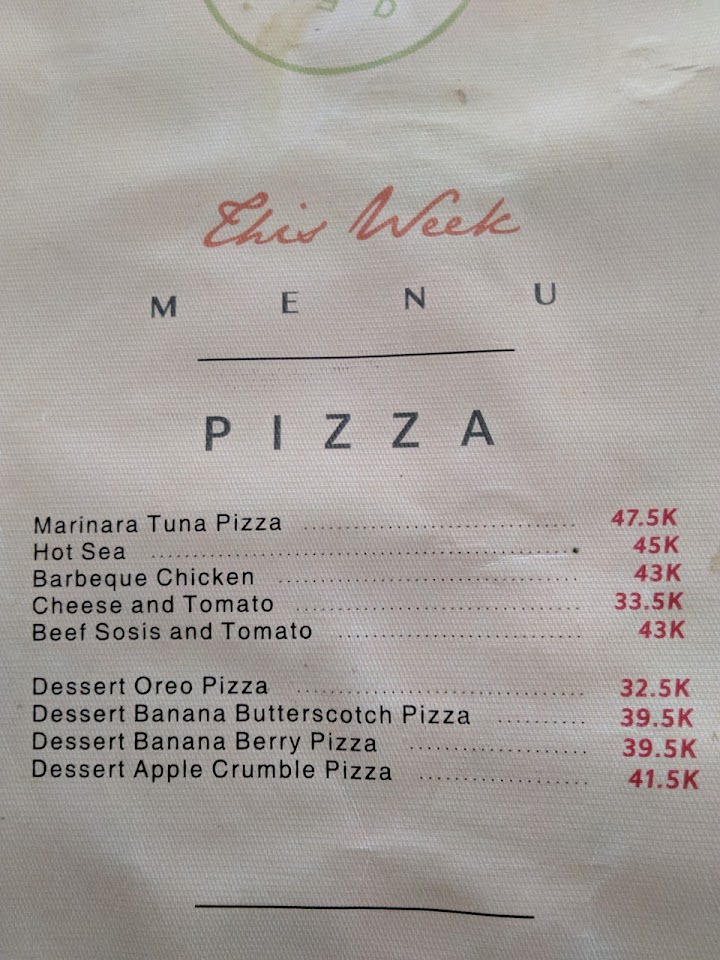 This Week
MENU
PIZZA
Marinara Tuna Pizza 47.5K
Hot Sea 45K
Barbeque Chicken 43K
Cheese and Tomato 33.5K
Beef Sosis and Tomato 43K
Dessert Oreo Pizza 32.5K
Dessert Banana Butterscotch Pizza 39.5K
Dessert Banana Berry Pizza 39.5K
Dessert Apple Crumble Pizza 41.5K